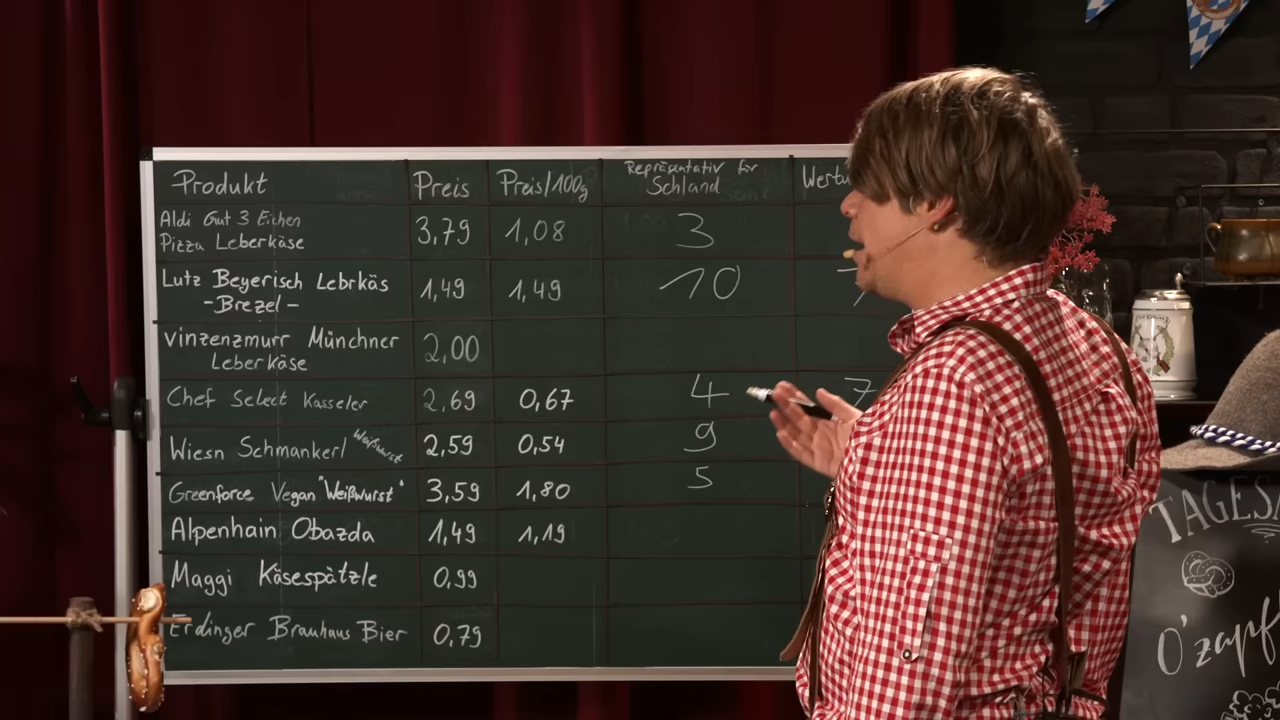 Produkt Preis Preis/100g Repräsentativ für Schland
Aldi Gut 3 Eichen
Pizza Leberkäse 3,79 1,08 3
Lutz Beyerisch Lebrkäs
-Brezel- 1,49 1,49 10
Vinzenzmurr Münchner
Leberkäse 2,00
Chef Select Kasseler 2,69 0,67 4 7
Wiesn Schmankerl Weißwurst 2,59 0,54 9
Greenforce Vegan "Weißwurst" 3,59 1,80 5
Alpenhain Obazda 1,49 1,19
Maggi Käsespätzle 0,99
Erdinger Brauhaus Bier 0,79